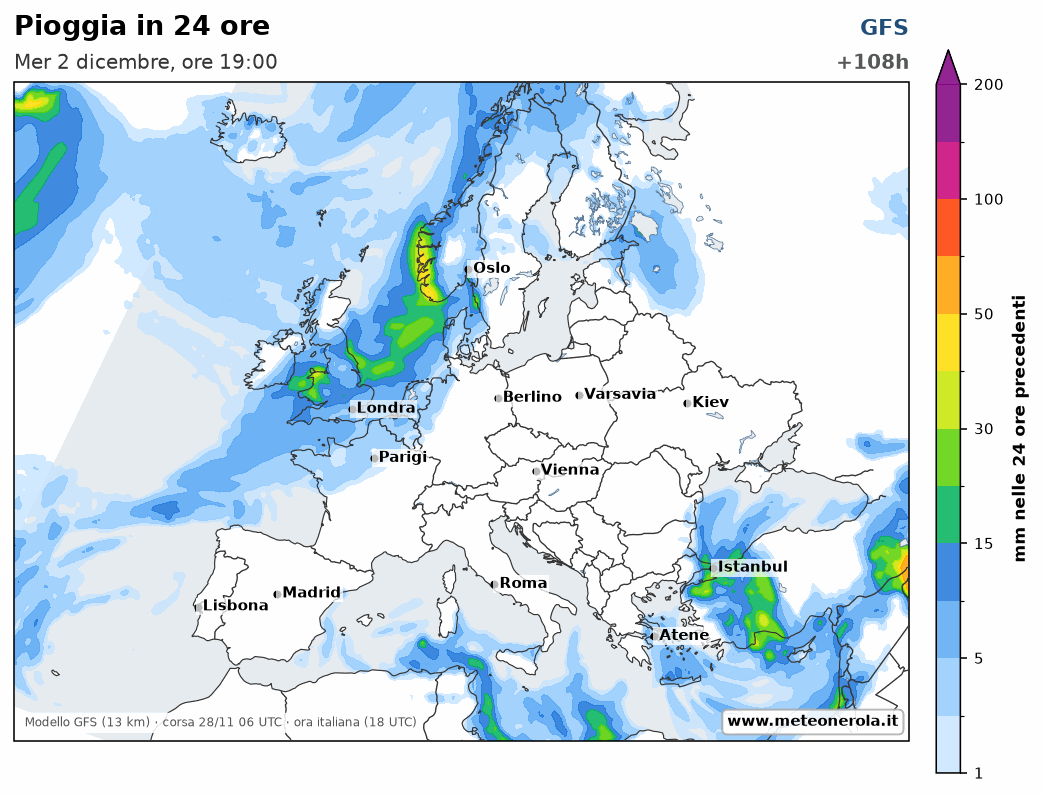 Pioggia in 24 ore
GFS
Mer 2 dicembre, ore 19:00
+108h
200
100
50
30
15
5
1
mm nelle 24 ore precedenti
Oslo
Berlino
Varsavia
Kiev
Londra
Parigi
Vienna
Istanbul
Roma
Madrid
Lisbona
Atene
Modello GFS (13 km) · corsa 28/11 06 UTC · ora italiana (18 UTC)
www.meteonerola.it